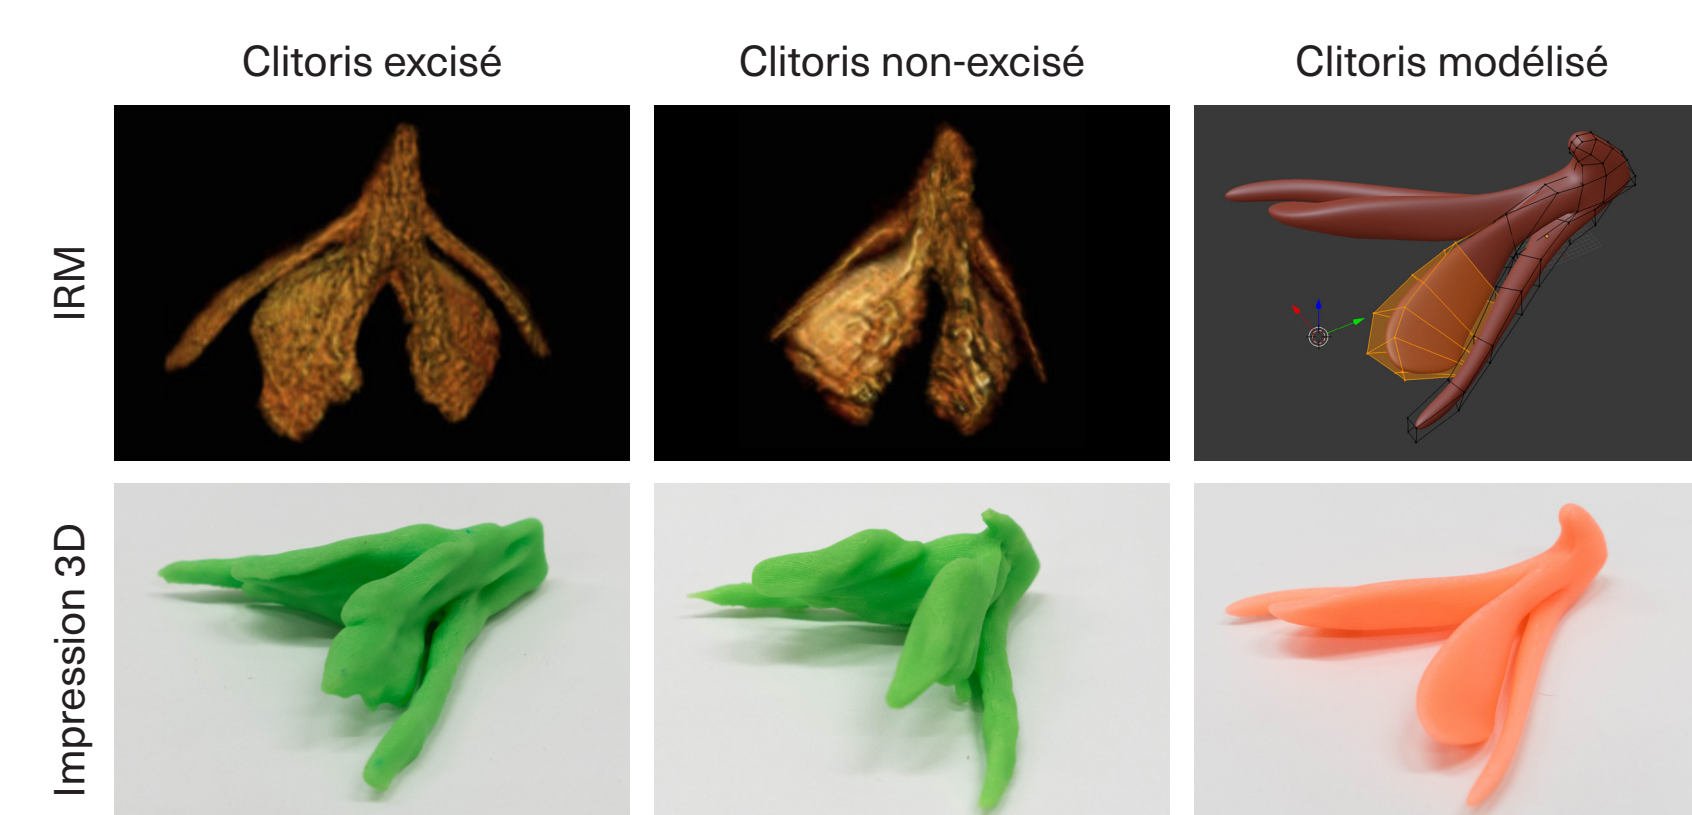 Clitoris excisé
Clitoris non-excisé
Clitoris modélisé
IRM
Impression 3D